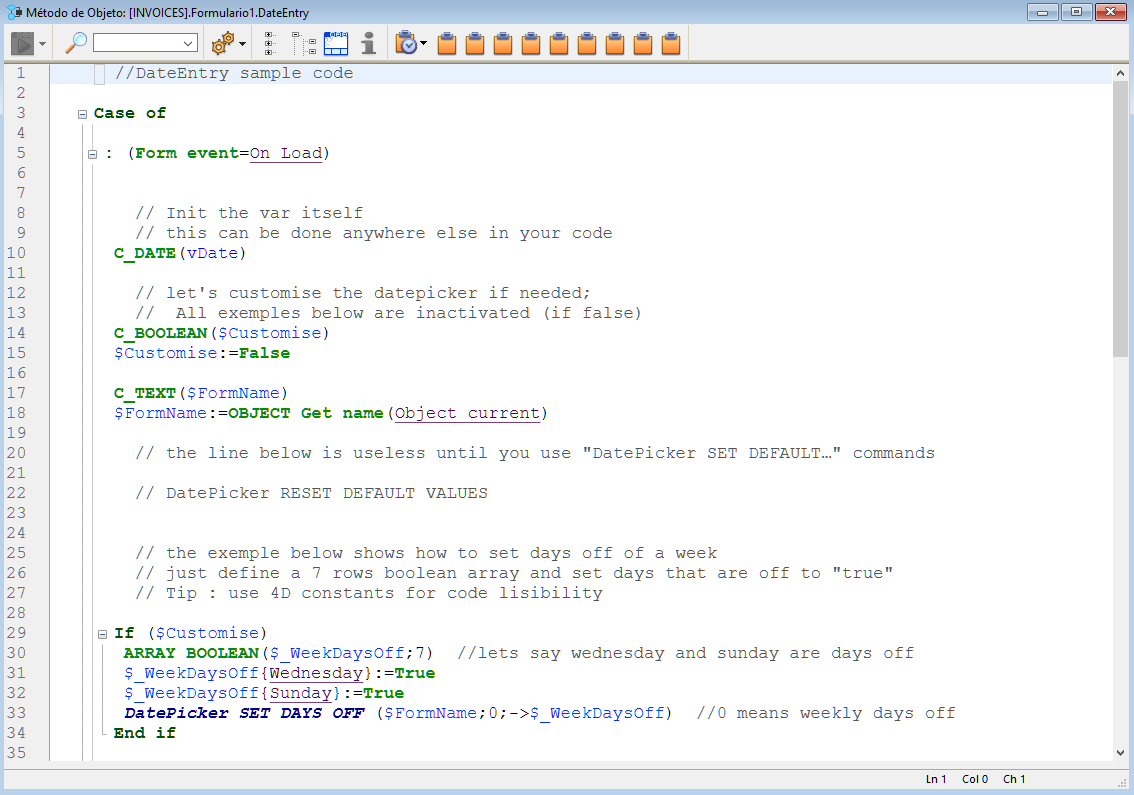 Método de Objeto: [INVOICES].Formulario1.DateEntry
1 //DateEntry sample code
2
3 Case of
4
5 : (Form event=On Load)
6
7
8 // Init the var itself
9 // this can be done anywhere else in your code
10 C_DATE(vDate)
11
12 // let's customise the datepicker if needed;
13 //  All exemples below are inactivated (if false)
14 C_BOOLEAN($Customise)
15 $Customise:=False
16
17 C_TEXT($FormName)
18 $FormName:=OBJECT Get name(Object current)
19
20 // the line below is useless until you use "DatePicker SET DEFAULT…" commands
21
22 // DatePicker RESET DEFAULT VALUES
23
24
25 // the exemple below shows how to set days off of a week
26 // just define a 7 rows boolean array and set days that are off to "true"
27 // Tip : use 4D constants for code lisibility
28
29 If ($Customise)
30 ARRAY BOOLEAN($_WeekDaysOff;7)  //lets say wednesday and sunday are days off
31 $_WeekDaysOff{Wednesday}:=True
32 $_WeekDaysOff{Sunday}:=True
33 DatePicker SET DAYS OFF ($FormName;0;->$_WeekDaysOff)  //0 means weekly days off
34 End if
35
Ln 1 Col 0 Ch 1